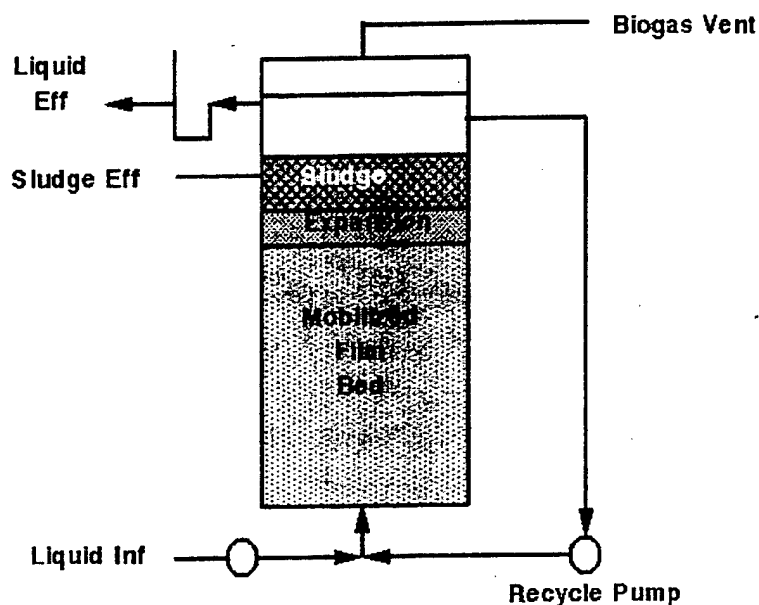 Biogas Vent
Liquid
Eff
Sludge Eff
Sludge
Expansion
Mobilized
Film
Bed
Liquid Inf
Recycle Pump